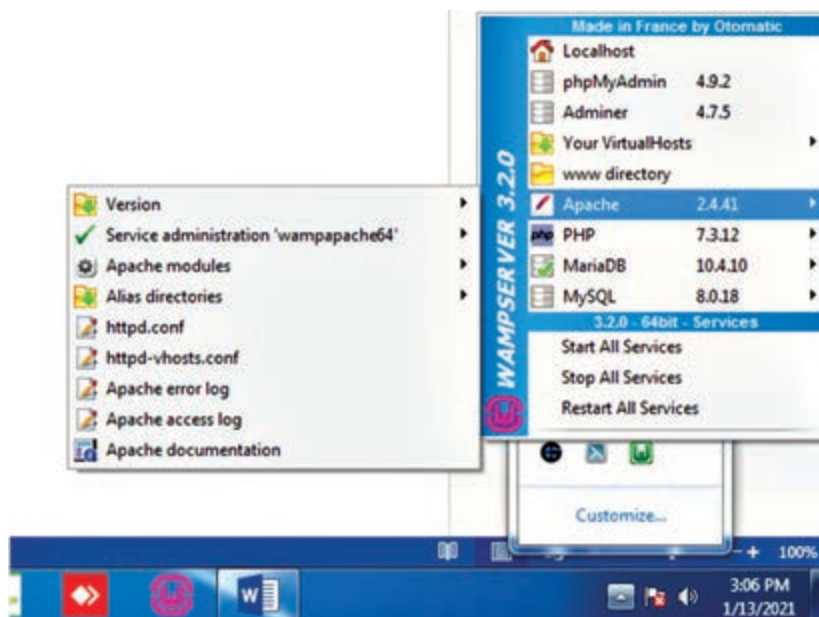 Made in France by Otomatic
Localhost
phpMyAdmin 4.9.2
Adminer 4.7.5
Your VirtualHosts
www directory
Apache 2.4.41
php PHP 7.3.12
MariaDB 10.4.10
MySQL 8.0.18
3.2.0 - 64bit - Services
Start All Services
Stop All Services
Restart All Services
WAMPSERVER 3.2.0
Version
Service administration 'wampapache64'
Apache modules
Alias directories
httpd.conf
httpd-vhosts.conf
Apache error log
Apache access log
Apache documentation
Customize...
100%
W
3:06 PM
1/13/2021